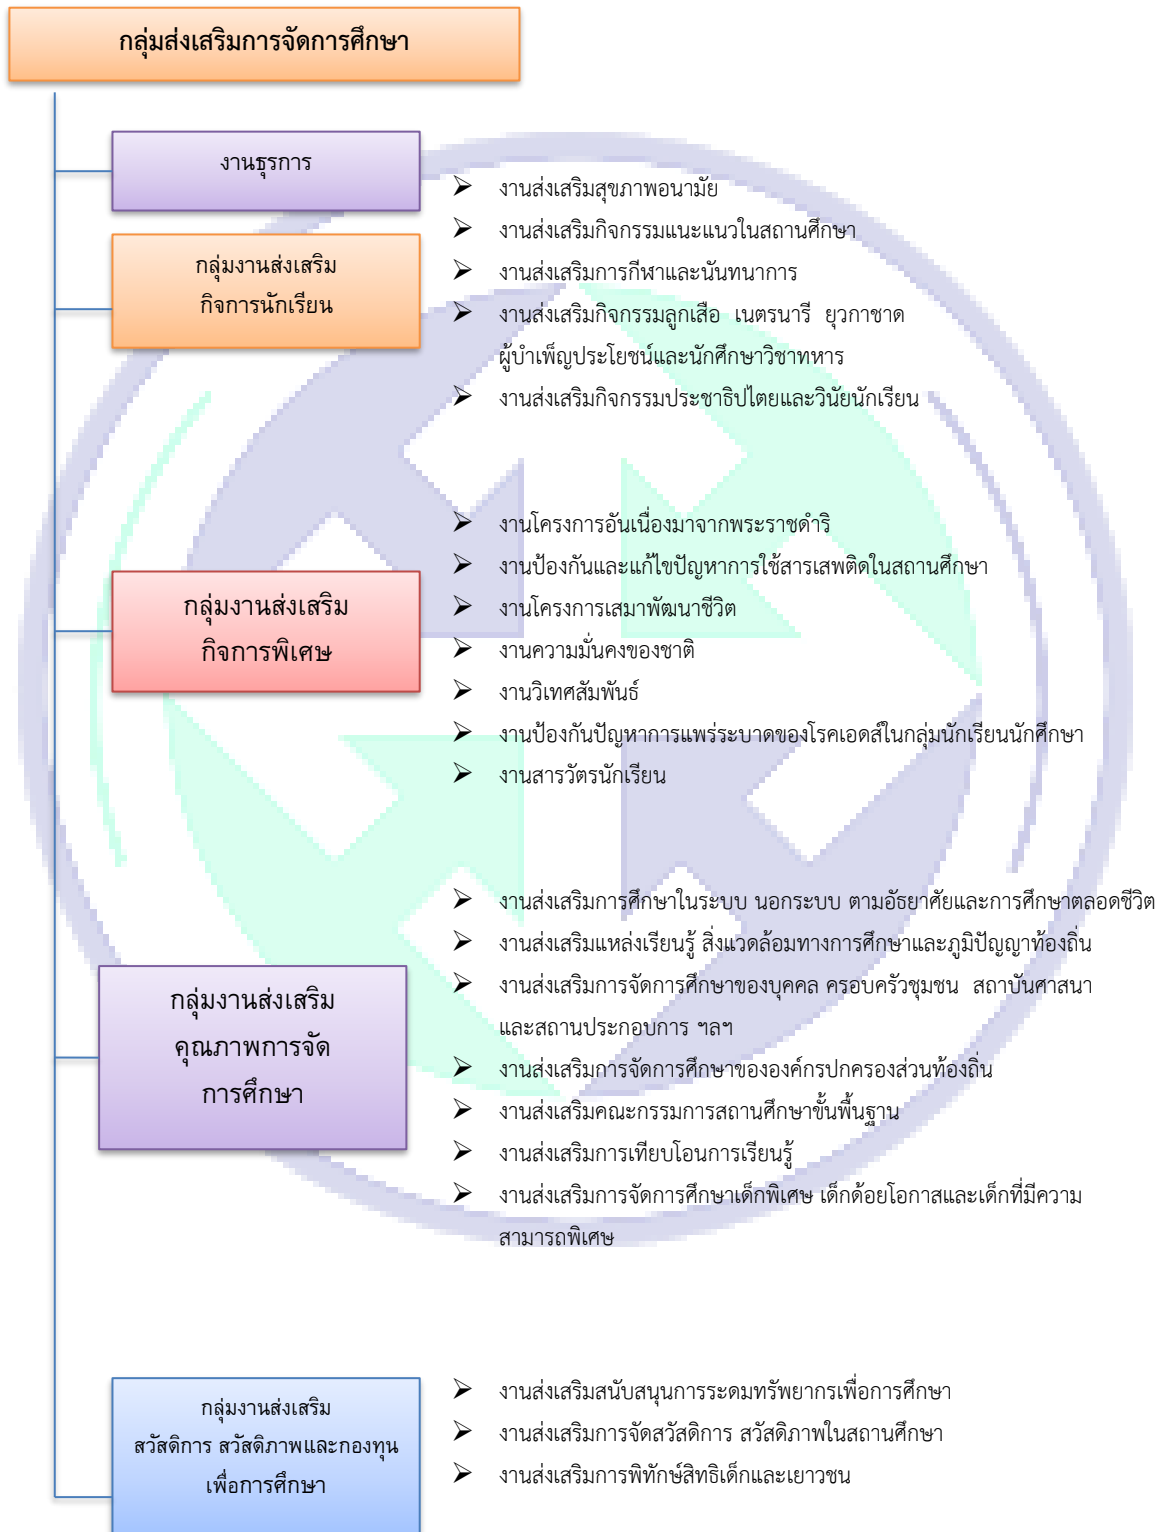 กลุ่มส่งเสริมการจัดการศึกษา
งานธุรการ
กลุ่มงานส่งเสริม
กิจการนักเรียน
งานส่งเสริมสุขภาพอนามัย
งานส่งเสริมกิจกรรมแนะแนวในสถานศึกษา
งานส่งเสริมการกีฬาและนันทนาการ
งานส่งเสริมกิจกรรมลูกเสือ เนตรนารี ยุวกาชาด
ผู้บำเพ็ญประโยชน์และนักศึกษาวิชาทหาร
งานส่งเสริมกิจกรรมประชาธิปไตยและวินัยนักเรียน
กลุ่มงานส่งเสริม
กิจการพิเศษ
งานโครงการอันเนื่องมาจากพระราชดำริ
งานป้องกันและแก้ไขปัญหาการใช้สารเสพติดในสถานศึกษา
งานโครงการเสมาพัฒนาชีวิต
งานความมั่นคงของชาติ
งานวิเทศสัมพันธ์
งานป้องกันปัญหาการแพร่ระบาดของโรคเอดส์ในกลุ่มนักเรียนนักศึกษา
งานสารวัตรนักเรียน
กลุ่มงานส่งเสริม
คุณภาพการจัด
การศึกษา
งานส่งเสริมการศึกษาในระบบ นอกระบบ ตามอัธยาศัยและการศึกษาตลอดชีวิต
งานส่งเสริมแหล่งเรียนรู้ สิ่งแวดล้อมทางการศึกษาและภูมิปัญญาท้องถิ่น
งานส่งเสริมการจัดการศึกษาของบุคคล ครอบครัวชุมชน สถาบันศาสนา
และสถานประกอบการ ฯลฯ
งานส่งเสริมการจัดการศึกษาขององค์กรปกครองส่วนท้องถิ่น
งานส่งเสริมคณะกรรมการสถานศึกษาขั้นพื้นฐาน
งานส่งเสริมการเทียบโอนการเรียนรู้
งานส่งเสริมการจัดการศึกษาเด็กพิเศษ เด็กด้อยโอกาสและเด็กที่มีความ
สามารถพิเศษ
กลุ่มงานส่งเสริม
สวัสดิการ สวัสดิภาพและกองทุน
เพื่อการศึกษา
งานส่งเสริมสนับสนุนการระดมทรัพยากรเพื่อการศึกษา
งานส่งเสริมการจัดสวัสดิการ สวัสดิภาพในสถานศึกษา
งานส่งเสริมการพิทักษ์สิทธิเด็กและเยาวชน